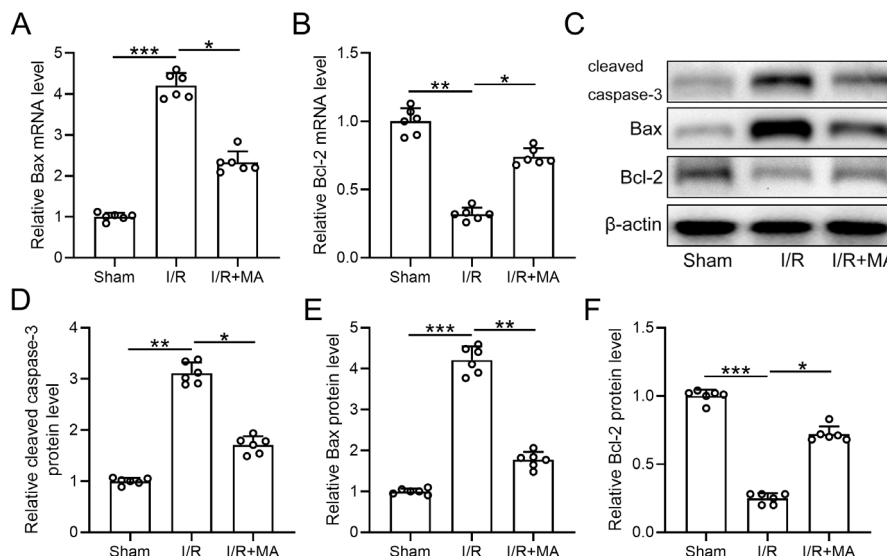 A
Relative Bax mRNA level
5
4
3
2
1
0
***
*
Sham
I/R
I/R+MA
B
Relative Bcl-2 mRNA level
1.5
1.0
0.5
0.0
**
*
Sham
I/R
I/R+MA
C
cleaved
caspase-3
Bax
Bcl-2
β-actin
Sham
I/R
I/R+MA
D
Relative cleaved caspase-3
protein level
4
3
2
1
0
**
*
Sham
I/R
I/R+MA
E
Relative Bax protein level
5
4
3
2
1
0
***
**
Sham
I/R
I/R+MA
F
Relative Bcl-2 protein level
1.5
1.0
0.5
0.0
***
*
Sham
I/R
I/R+MA